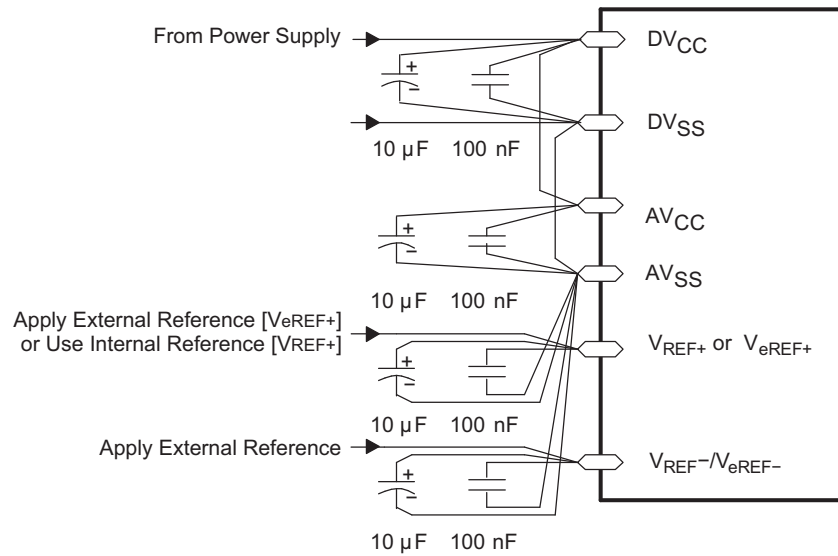 From Power Supply
DVCC
+
−
DVSS
10 µF 100 nF
+
−
AVCC
AVSS
10 µF 100 nF
Apply External Reference [VeREF+]
or Use Internal Reference [VREF+]
+
−
VREF+ or VeREF+
10 µF 100 nF
Apply External Reference
+
−
VREF−/VeREF−
10 µF 100 nF